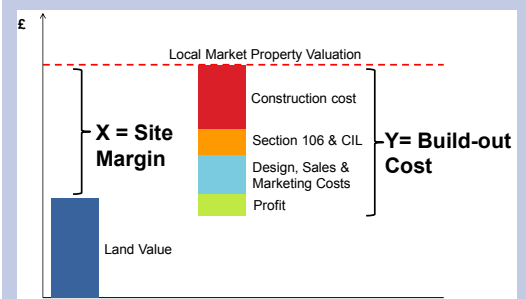 £
Local Market Property Valuation
Construction cost
X = Site
Margin
Section 106 & CIL
Y= Build-out
Cost
Design, Sales &
Marketing Costs
Profit
Land Value